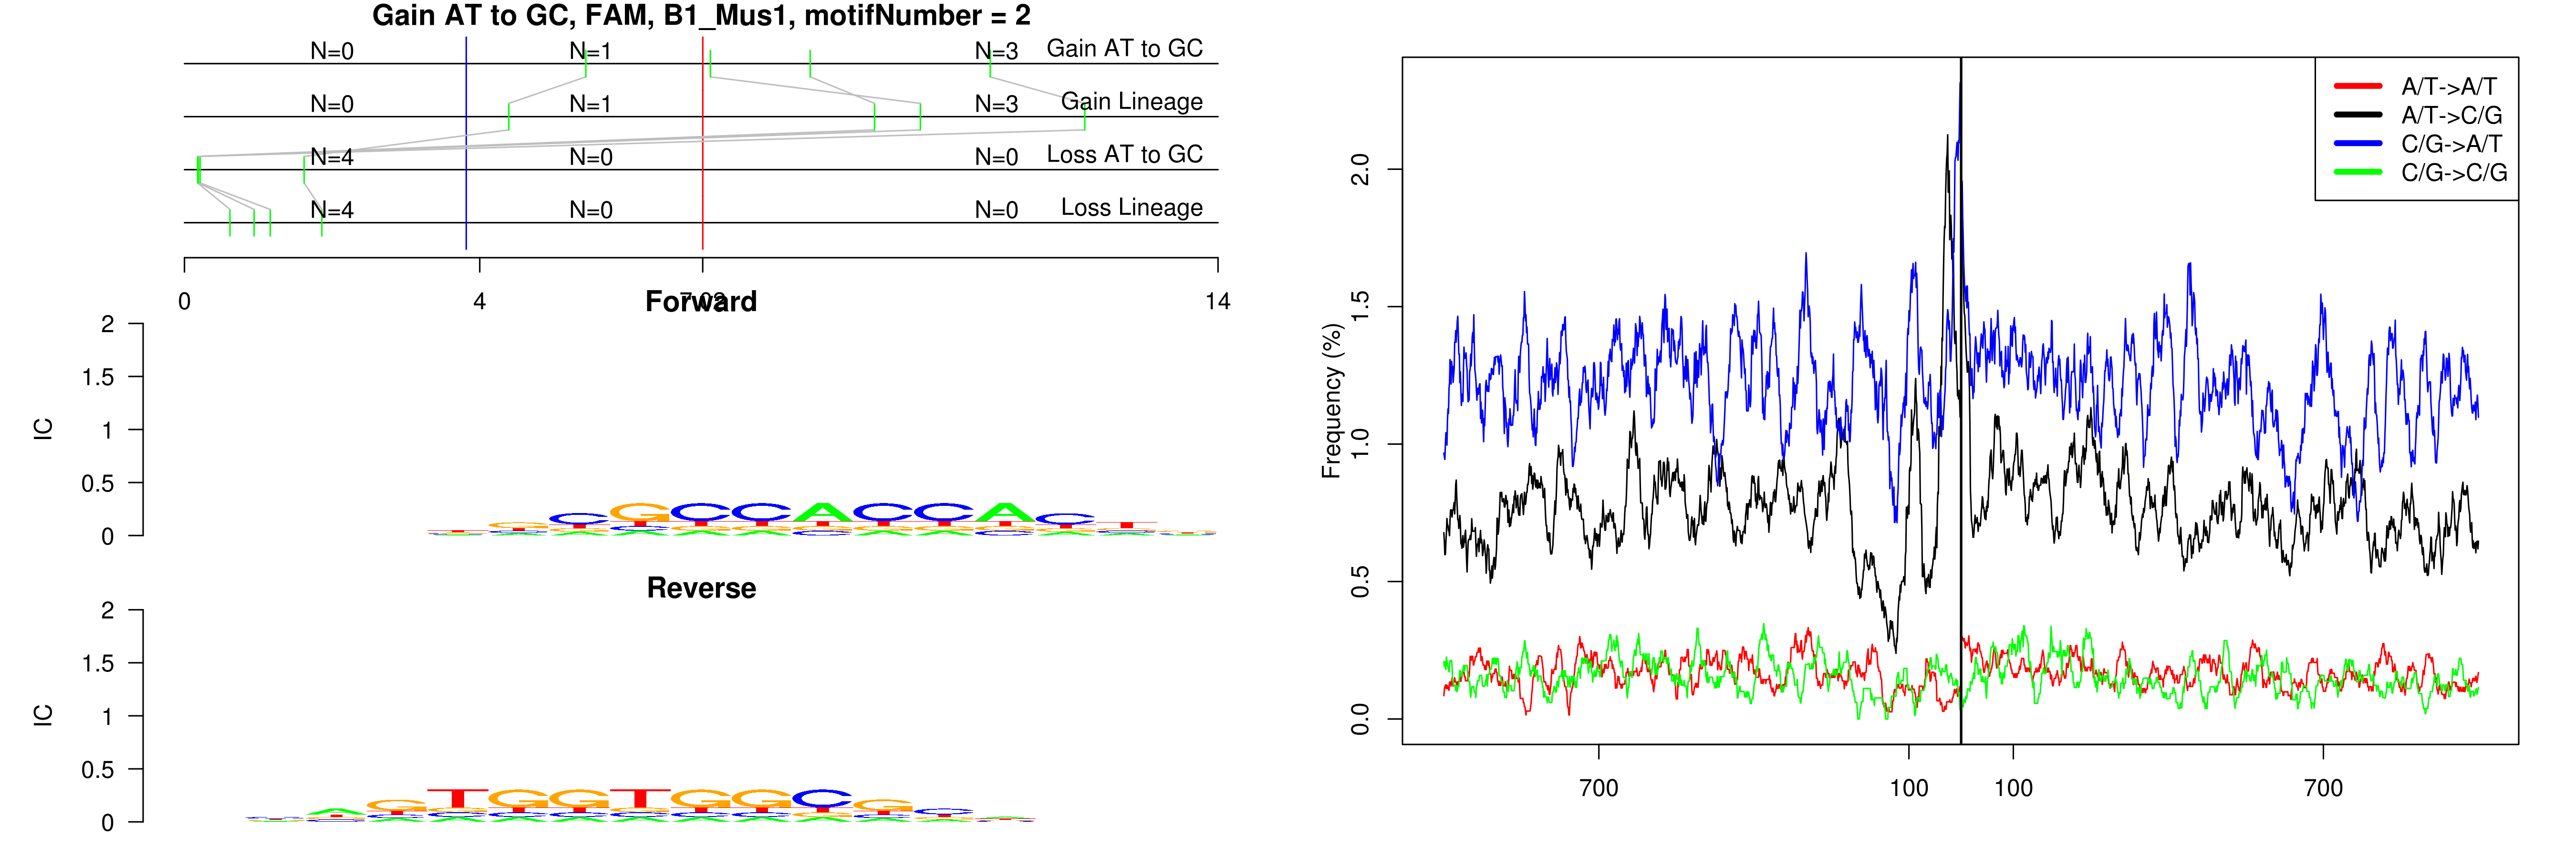 Gain AT to GC, FAM, B1_Mus1, motifNumber = 2
N=0 N=1 N=3 Gain AT to GC
N=0 N=1 N=3 Gain Lineage
N=4 N=0 N=0 Loss AT to GC
N=4 N=0 N=0 Loss Lineage
0 4 14
Forward
2
1.5
1
0.5
0
IC
GCCACCACT
Reverse
2
1.5
1
0.5
0
IC
AGTGGTGGCG
A/T->A/T
A/T->C/G
C/G->A/T
C/G->C/G
Frequency (%)
2.0
1.5
1.0
0.5
0.0
700 100 100 700